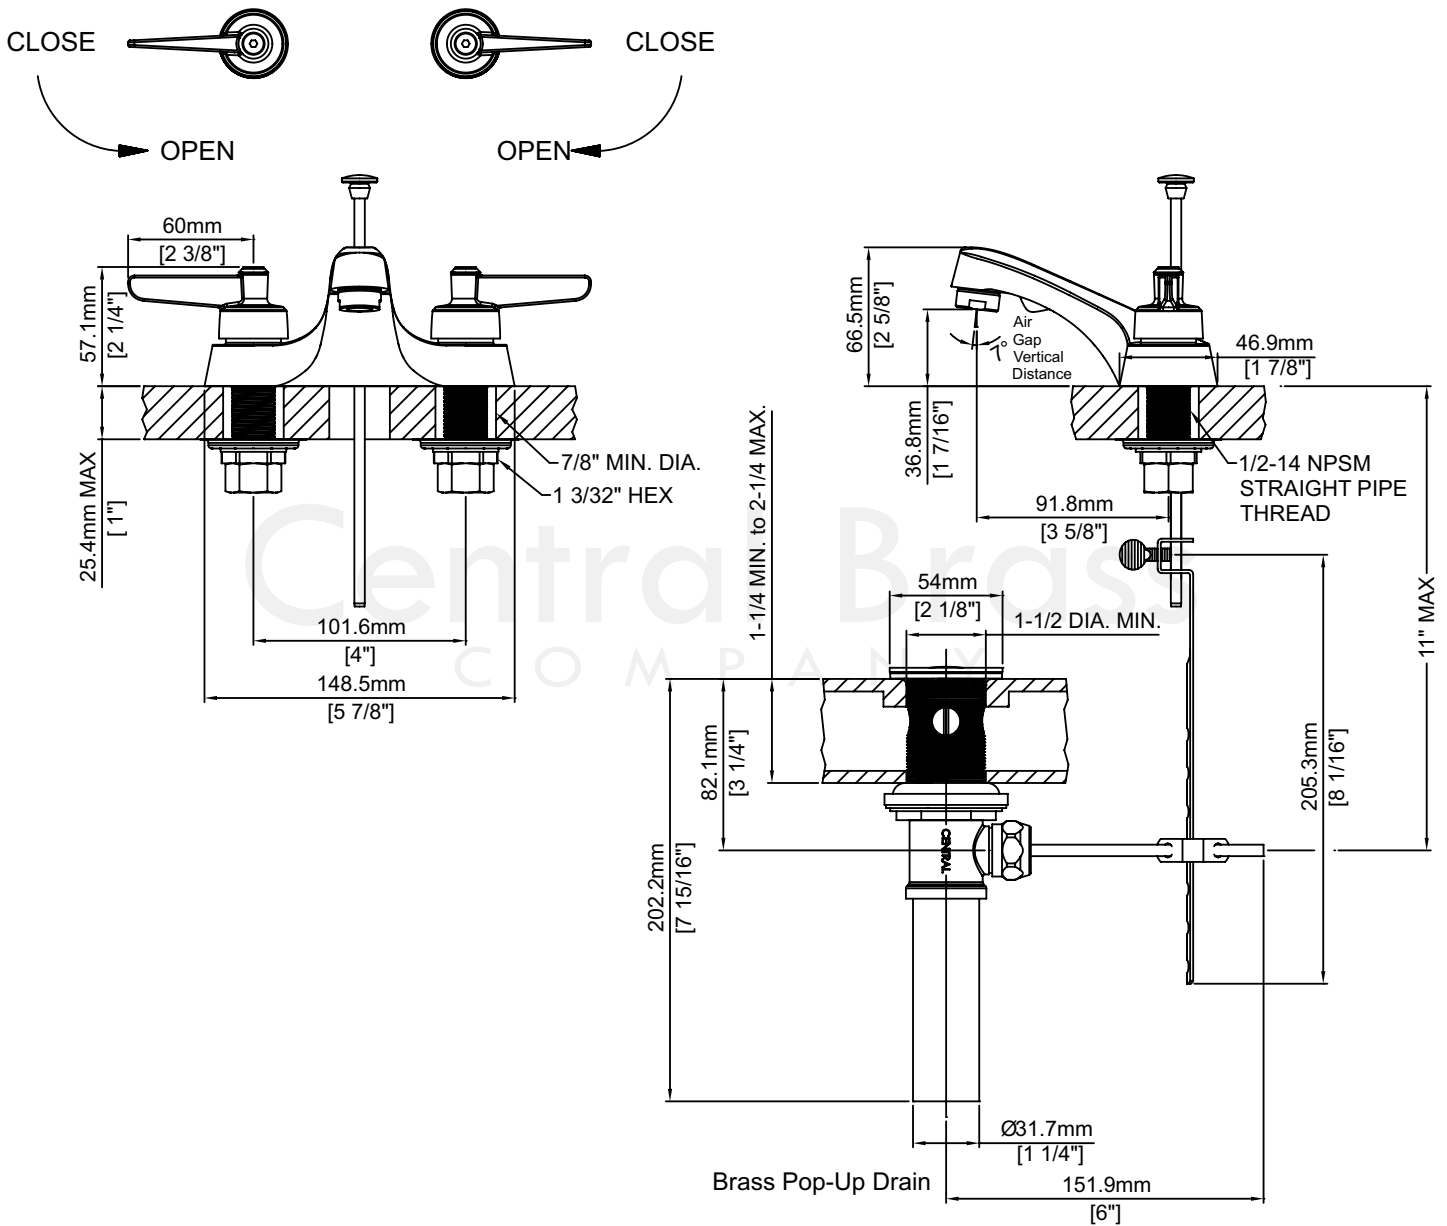 CLOSE
CLOSE
OPEN
OPEN
60mm
[2 3/8"]
57.1mm
[2 1/4"]
25.4mm MAX
[1"]
7/8" MIN. DIA.
1 3/32" HEX
101.6mm
[4"]
148.5mm
[5 7/8"]
66.5mm
[2 5/8"]
Air
Gap
Vertical
Distance
7°
46.9mm
[1 7/8"]
36.8mm
[1 7/16"]
91.8mm
[3 5/8"]
1/2-14 NPSM
STRAIGHT PIPE
THREAD
Central Brass
COMPANY
1-1/4 MIN. to 2-1/4 MAX.
54mm
[2 1/8"]
1-1/2 DIA. MIN.
11" MAX
82.1mm
[3 1/4"]
205.3mm
[8 1/16"]
202.2mm
[7 15/16"]
CENTRAL
Ø31.7mm
[1 1/4"]
Brass Pop-Up Drain
151.9mm
[6"]